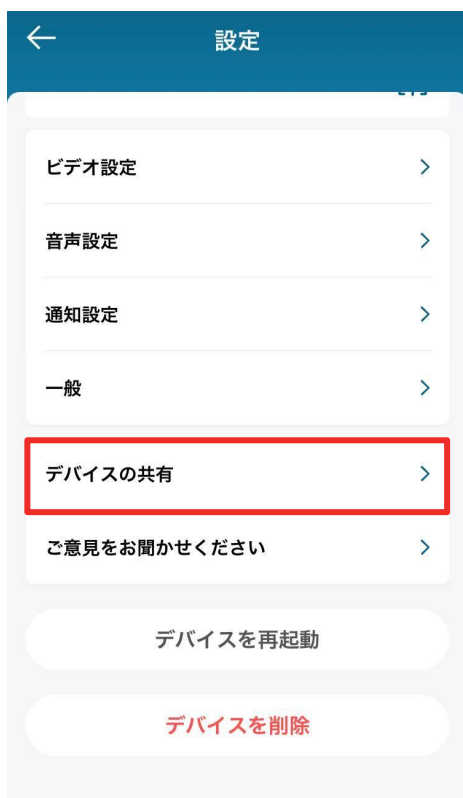 設定
ビデオ設定
音声設定
通知設定
一般
デバイスの共有
ご意見をお聞かせください
デバイスを再起動
デバイスを削除